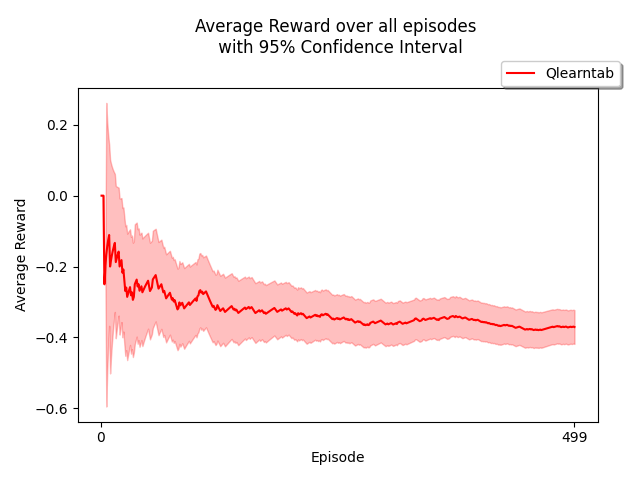 Average Reward over all episodes
with 95% Confidence Interval
Qlearntab
0.2
0.0
−0.2
−0.4
−0.6
Average Reward
0
499
Episode